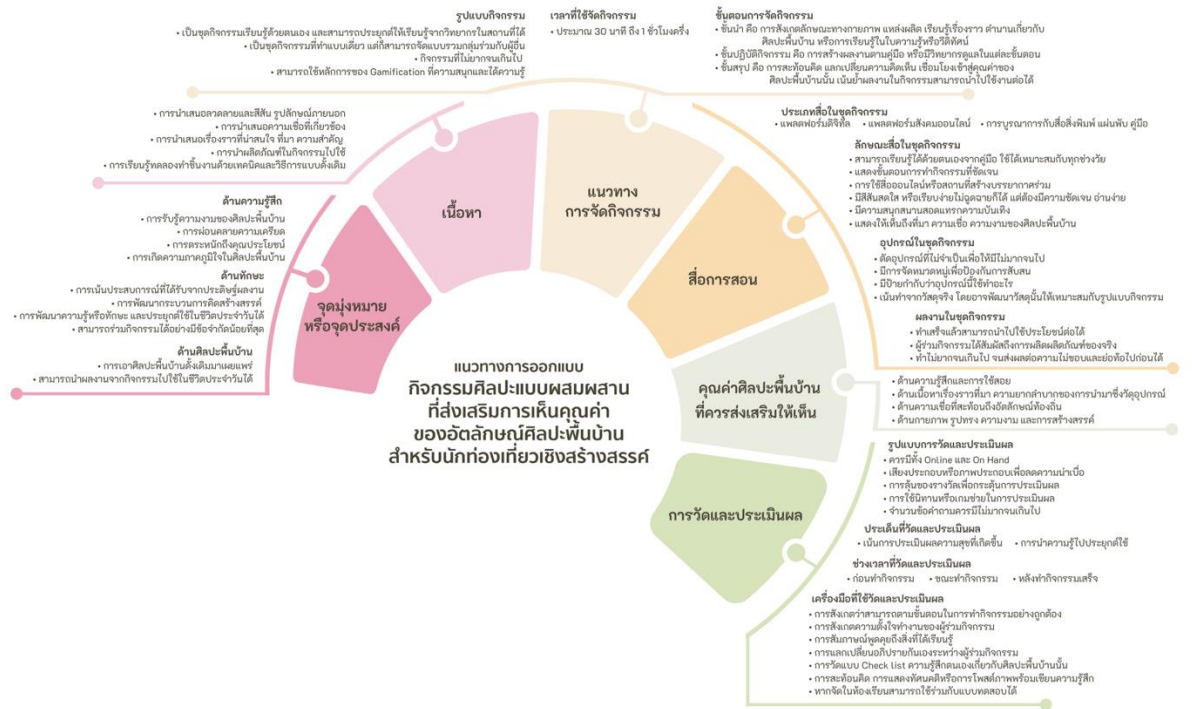 แนวทางการออกแบบ
กิจกรรมศิลปะแบบผสมผสาน
ที่ส่งเสริมการเห็นคุณค่า
ของอัตลักษณ์ศิลปะพื้นบ้าน
สำหรับนักท่องเที่ยวเชิงสร้างสรรค์
จุดมุ่งหมาย
หรือจุดประสงค์
ด้านความรู้สึก
• การรับรู้ความงามของศิลปะพื้นบ้าน
• การผ่อนคลายความเครียด
• การตระหนักถึงคุณประโยชน์
• การเกิดความภาคภูมิใจในศิลปะพื้นบ้าน
ด้านทักษะ
• การเน้นประสบการณ์ที่ได้รับจากประดิษฐ์ผลงาน
• การพัฒนากระบวนการคิดสร้างสรรค์
• การพัฒนาความรู้หรือทักษะ และประยุกต์ใช้ในชีวิตประจำวันได้
• สามารถร่วมกิจกรรมได้อย่างมีข้อจำกัดน้อยที่สุด
ด้านศิลปะพื้นบ้าน
• การเอาศิลปะพื้นบ้านดั้งเดิมมาเผยแพร่
• สามารถนำผลงานจากกิจกรรมไปใช้ในชีวิตประจำวันได้
เนื้อหา
• การนำเสนอลวดลายและสีสัน รูปลักษณ์ภายนอก
• การนำเสนอความเชื่อที่เกี่ยวข้อง
• การนำเสนอเรื่องราวที่น่าสนใจ ที่มา ความสำคัญ
• การนำผลิตภัณฑ์ในกิจกรรมไปใช้
• การเรียนรู้ทดลองทำชิ้นงานด้วยเทคนิคและวิธีการแบบดั้งเดิม
แนวทาง
การจัดกิจกรรม
รูปแบบกิจกรรม
• เป็นชุดกิจกรรมเรียนรู้ด้วยตนเอง และสามารถประยุกต์ให้เรียนรู้จากวิทยากรในสถานที่ได้
• เป็นชุดกิจกรรมที่ทำแบบเดี่ยว แต่ก็สามารถจัดแบบรวมกลุ่มร่วมกับผู้อื่น
• กิจกรรมที่ไม่ยากจนเกินไป
• สามารถใช้หลักการของ Gamification ที่ความสนุกและได้ความรู้
เวลาที่ใช้จัดกิจกรรม
• ประมาณ 30 นาที ถึง 1 ชั่วโมงครึ่ง
ขั้นตอนการจัดกิจกรรม
• ขั้นนำ คือ การสังเกตลักษณะทางกายภาพ แหล่งผลิต เรียนรู้เรื่องราว ตำนานเกี่ยวกับ
ศิลปะพื้นบ้าน หรือการเรียนรู้ในใบความรู้หรือวีดิทัศน์
• ขั้นปฏิบัติกิจกรรม คือ การสร้างผลงานตามคู่มือ หรือมีวิทยากรดูแลในแต่ละขั้นตอน
• ขั้นสรุป คือ การสะท้อนคิด แลกเปลี่ยนความคิดเห็น เชื่อมโยงเข้าสู่คุณค่าของ
ศิลปะพื้นบ้านนั้น เน้นย้ำผลงานในกิจกรรมสามารถนำไปใช้งานต่อได้
สื่อการสอน
ประเภทสื่อในชุดกิจกรรม
• แพลตฟอร์มดิจิทัล • แพลตฟอร์มสังคมออนไลน์ • การบูรณาการกับสื่อสิ่งพิมพ์ แผ่นพับ คู่มือ
ลักษณะสื่อในชุดกิจกรรม
• สามารถเรียนรู้ได้ด้วยตนเองจากคู่มือ ใช้ได้เหมาะสมกับทุกช่วงวัย
• แสดงขั้นตอนการทำกิจกรรมที่ชัดเจน
• การใช้สื่อออนไลน์หรือสถานที่สร้างบรรยากาศร่วม
• มีสีสันสดใส หรือเรียบง่ายไม่ฉูดฉาดก็ได้ แต่ต้องมีความชัดเจน อ่านง่าย
• มีความสนุกสนานสอดแทรกความบันเทิง
• แสดงให้เห็นถึงที่มา ความเชื่อ ความงามของศิลปะพื้นบ้าน
อุปกรณ์ในชุดกิจกรรม
• ตัดอุปกรณ์ที่ไม่จำเป็นเพื่อให้มีไม่มากจนไป
• มีการจัดหมวดหมู่เพื่อป้องกันการสับสน
• มีป้ายกำกับว่าอุปกรณ์นี้ใช้ทำอะไร
• เน้นทำจากวัสดุจริง โดยอาจพัฒนาวัสดุนั้นให้เหมาะสมกับรูปแบบกิจกรรม
ผลงานในชุดกิจกรรม
• ทำเสร็จแล้วสามารถนำไปใช้ประโยชน์ต่อได้
• ผู้ร่วมกิจกรรมได้สัมผัสถึงการผลิตผลิตภัณฑ์ของจริง
• ทำไม่ยากจนเกินไป จนส่งผลต่อความไม่ชอบและย่อท้อไปก่อนได้
คุณค่าศิลปะพื้นบ้าน
ที่ควรส่งเสริมให้เห็น
• ด้านความรู้สึกและการใช้สอย
• ด้านเนื้อหาเรื่องราวที่มา ความยากลำบากของการนำมาซึ่งวัตถุอุปกรณ์
• ด้านความเชื่อที่สะท้อนถึงอัตลักษณ์ท้องถิ่น
• ด้านกายภาพ รูปทรง ความงาม และการสร้างสรรค์
การวัดและประเมินผล
รูปแบบการวัดและประเมินผล
• ควรมีทั้ง Online และ On Hand
• เสียงประกอบหรือภาพประกอบเพื่อลดความน่าเบื่อ
• การลุ้นของรางวัลเพื่อกระตุ้นการประเมินผล
• การใช้นิทานหรือเกมช่วยในการประเมินผล
• จำนวนข้อคำถามควรมีไม่มากจนเกินไป
ประเด็นที่วัดและประเมินผล
• เน้นการประเมินผลความสุขที่เกิดขึ้น • การนำความรู้ไปประยุกต์ใช้
ช่วงเวลาที่วัดและประเมินผล
• ก่อนทำกิจกรรม • ขณะทำกิจกรรม • หลังทำกิจกรรมเสร็จ
เครื่องมือที่ใช้วัดและประเมินผล
• การสังเกตว่าสามารถตามขั้นตอนในการทำกิจกรรมอย่างถูกต้อง
• การสังเกตความตั้งใจทำงานของผู้ร่วมกิจกรรม
• การสัมภาษณ์พูดคุยถึงสิ่งที่ได้เรียนรู้
• การแลกเปลี่ยนอภิปรายกันเองระหว่างผู้ร่วมกิจกรรม
• การวัดแบบ Check list ความรู้สึกตนเองเกี่ยวกับศิลปะพื้นบ้านนั้น
• การสะท้อนคิด การแสดงทัศนคติหรือการโพสต์ภาพพร้อมเขียนความรู้สึก
• หากจัดในห้องเรียนสามารถใช้ร่วมกับแบบทดสอบได้